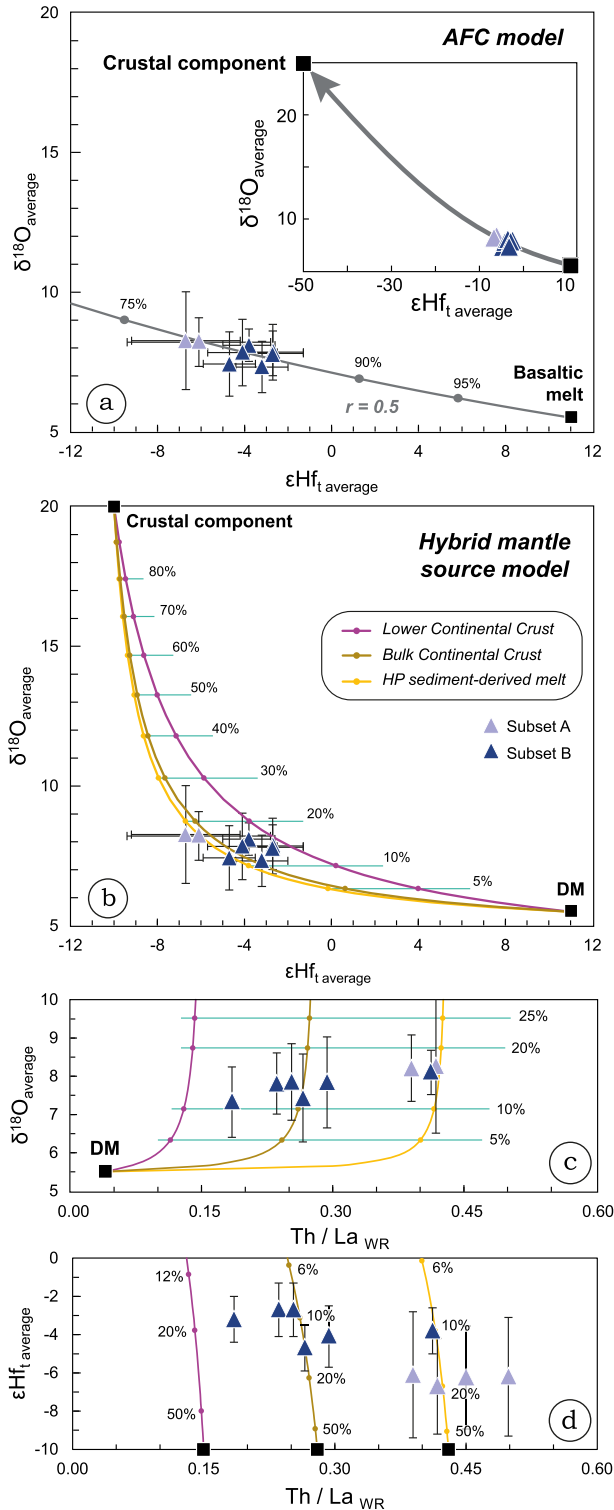 AFC model
Crustal component
20
δ¹⁸Oaverage
20
10
-50
-30
-10
10
εHft average
15
δ¹⁸Oaverage
10
75%
90%
95%
Basaltic
melt
r = 0.5
a
5
-12
-8
-4
0
4
8
12
εHft average
20
Crustal component
Hybrid mantle
source model
80%
70%
60%
50%
40%
30%
20%
10%
5%
Lower Continental Crust
Bulk Continental Crust
HP sediment-derived melt
Subset A
Subset B
15
δ¹⁸Oaverage
10
DM
b
5
-12
-8
-4
0
4
8
12
εHft average
10
9
8
7
6
5
δ¹⁸Oaverage
25%
20%
10%
5%
DM
c
0.00
0.15
0.30
0.45
0.60
Th / La WR
0
-2
-4
-6
-8
-10
εHft average
12%
20%
50%
6%
10%
20%
50%
6%
10%
20%
50%
d
0.00
0.15
0.30
0.45
0.60
Th / La WR